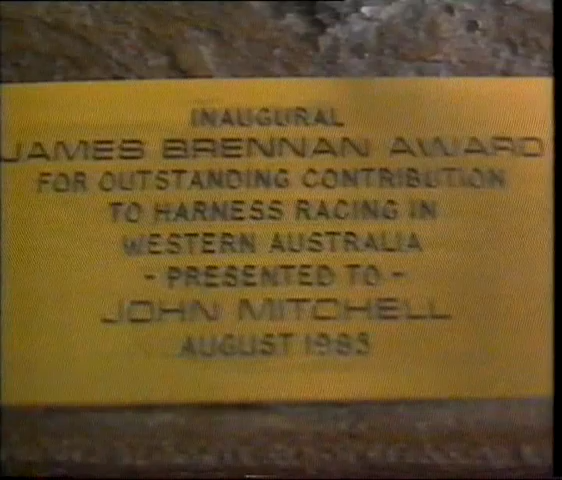 INAUGURAL
JAMES BRENNAN AWARD
FOR OUTSTANDING CONTRIBUTION
TO HARNESS RACING IN
WESTERN AUSTRALIA
- PRESENTED TO -
JOHN MITCHELL
AUGUST 1983